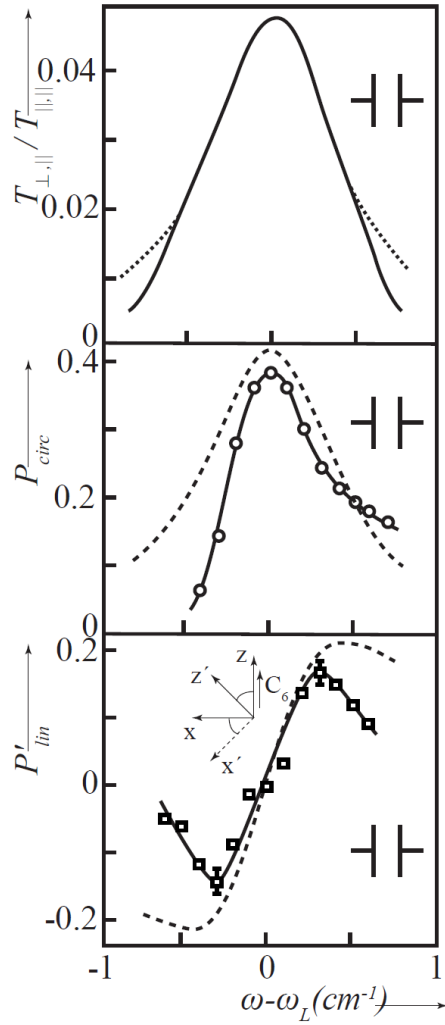 T⊥,|| / T||,||
0.04
0.02
0
P_circ
0.4
0.2
0
P'_lin
0.2
0
-0.2
z
z´
C_6
x
x´
-1 0 1
ω-ω_L(cm⁻¹)